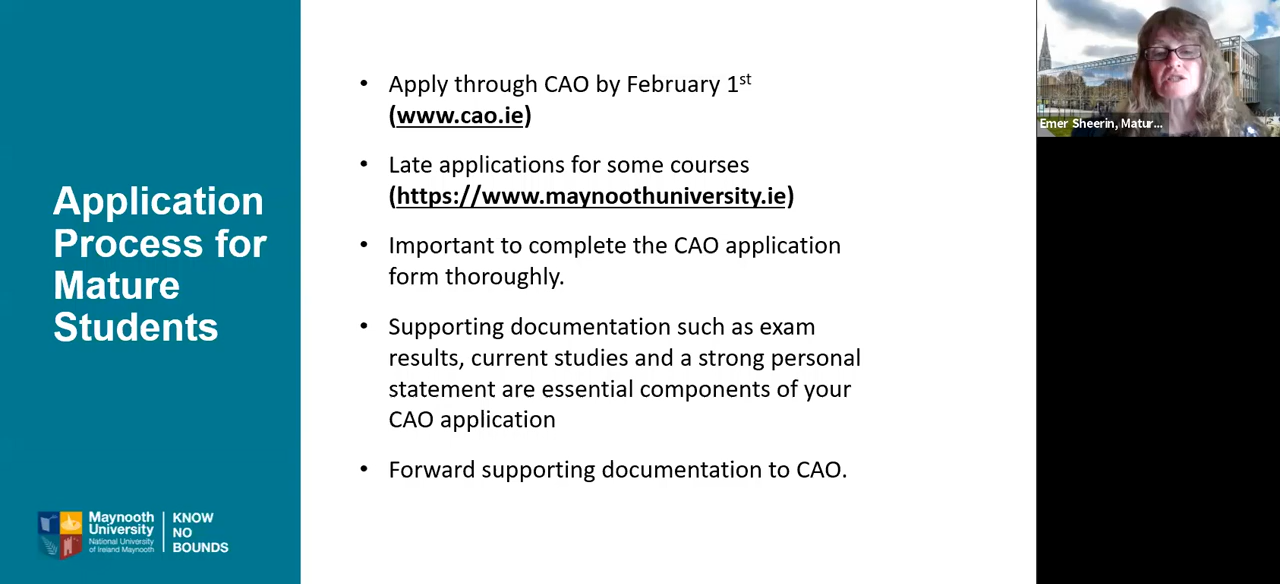 Application
Process for
Mature
Students
• Apply through CAO by February 1st
(www.cao.ie)
• Late applications for some courses
(https://www.maynoothuniversity.ie)
• Important to complete the CAO application
form thoroughly.
• Supporting documentation such as exam
results, current studies and a strong personal
statement are essential components of your
CAO application
• Forward supporting documentation to CAO.
Maynooth
University
National University
of Ireland Maynooth
KNOW
NO
BOUNDS
Emer Sheerin, Matur...